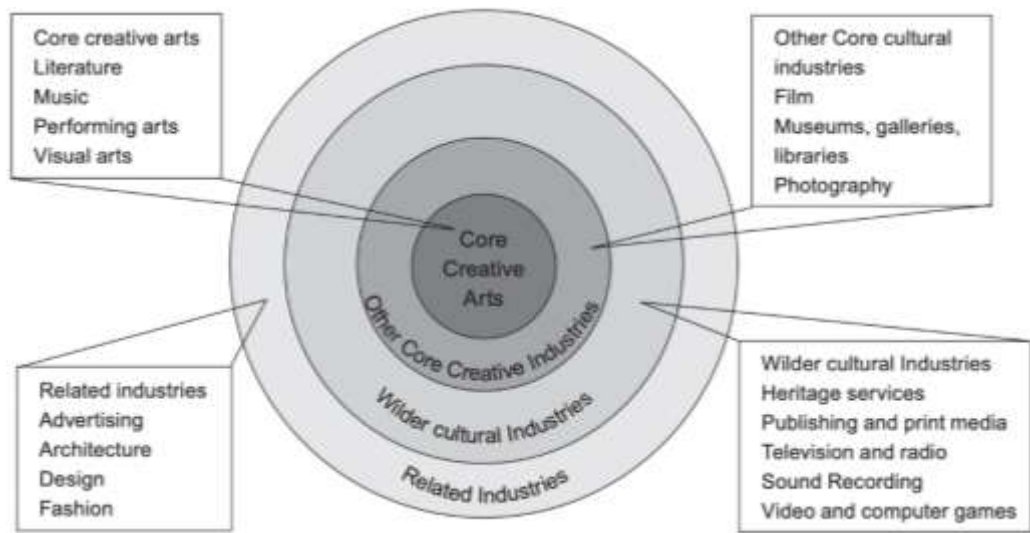 Core creative arts
Literature
Music
Performing arts
Visual arts
Other Core cultural
industries
Film
Museums, galleries,
libraries
Photography
Core
Creative
Arts
Other Core Creative Industries
Wilder cultural Industries
Related Industries
Related industries
Advertising
Architecture
Design
Fashion
Wilder cultural Industries
Heritage services
Publishing and print media
Television and radio
Sound Recording
Video and computer games